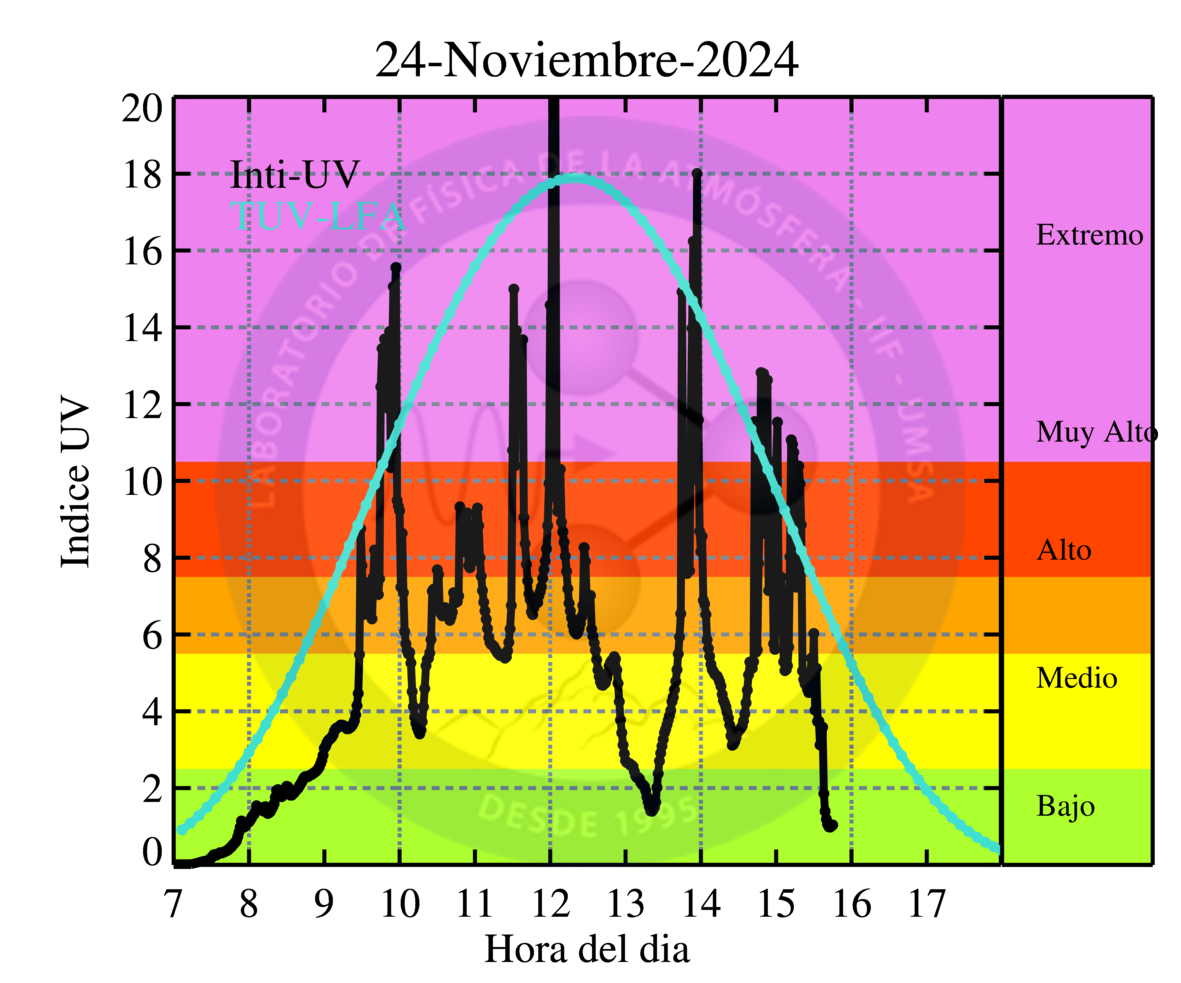 24-Noviembre-2024
20
18
16
14
12
10
8
6
4
2
0
Indice UV
Inti-UV
TUV-LFA
LABORATORIO DE FÍSICA DE LA ATMÓSFERA - IIF - UMSA
DESDE 1995
Extremo
Muy Alto
Alto
Medio
Bajo
7 8 9 10 11 12 13 14 15 16 17
Hora del dia